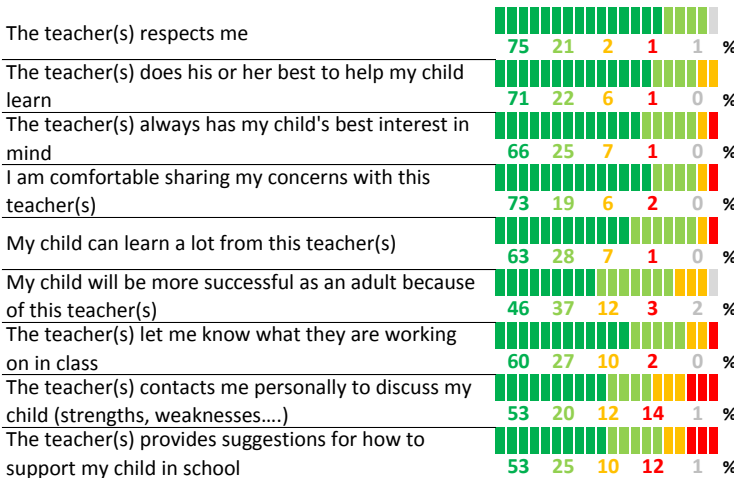 The teacher(s) respects me
75 21 2 1 1 %
The teacher(s) does his or her best to help my child
learn
71 22 6 1 0 %
The teacher(s) always has my child's best interest in
mind
66 25 7 1 0 %
I am comfortable sharing my concerns with this
teacher(s)
73 19 6 2 0 %
My child can learn a lot from this teacher(s)
63 28 7 1 0 %
My child will be more successful as an adult because
of this teacher(s)
46 37 12 3 2 %
The teacher(s) let me know what they are working
on in class
60 27 10 2 0 %
The teacher(s) contacts me personally to discuss my
child (strengths, weaknesses….)
53 20 12 14 1 %
The teacher(s) provides suggestions for how to
support my child in school
53 25 10 12 1 %